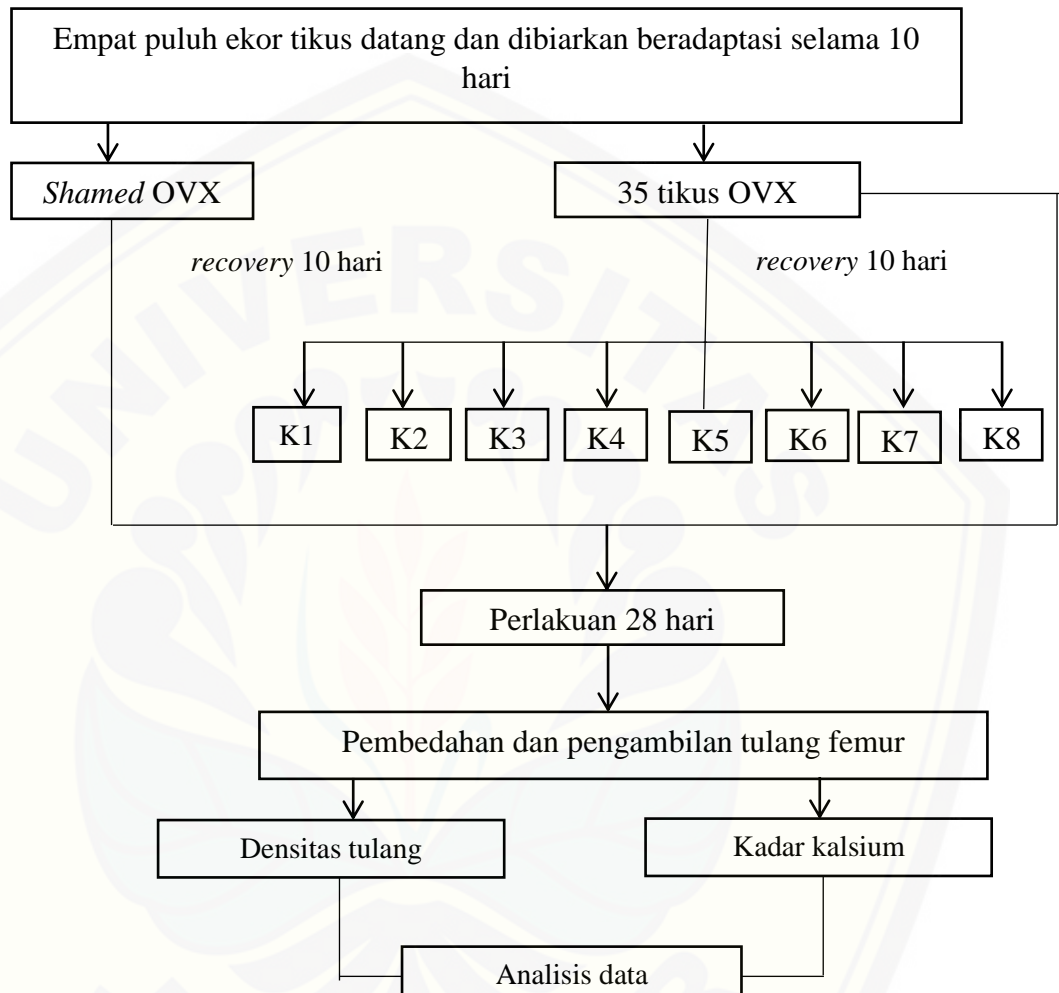 Empat puluh ekor tikus datang dan dibiarkan beradaptasi selama 10
hari
Shamed OVX
35 tikus OVX
recovery 10 hari
recovery 10 hari
K1
K2
K3
K4
K5
K6
K7
K8
Perlakuan 28 hari
Pembedahan dan pengambilan tulang femur
Densitas tulang
Kadar kalsium
Analisis data
UNIVERSITAS